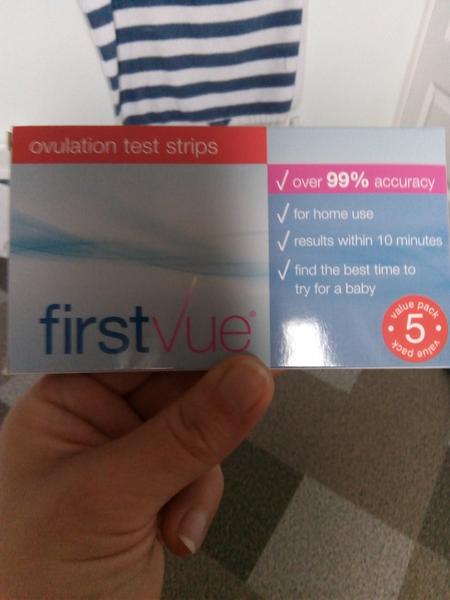 ovulation test strips
over 99% accuracy
for home use
results within 10 minutes
find the best time to
try for a baby
firstvue®
value pack
5
value pack